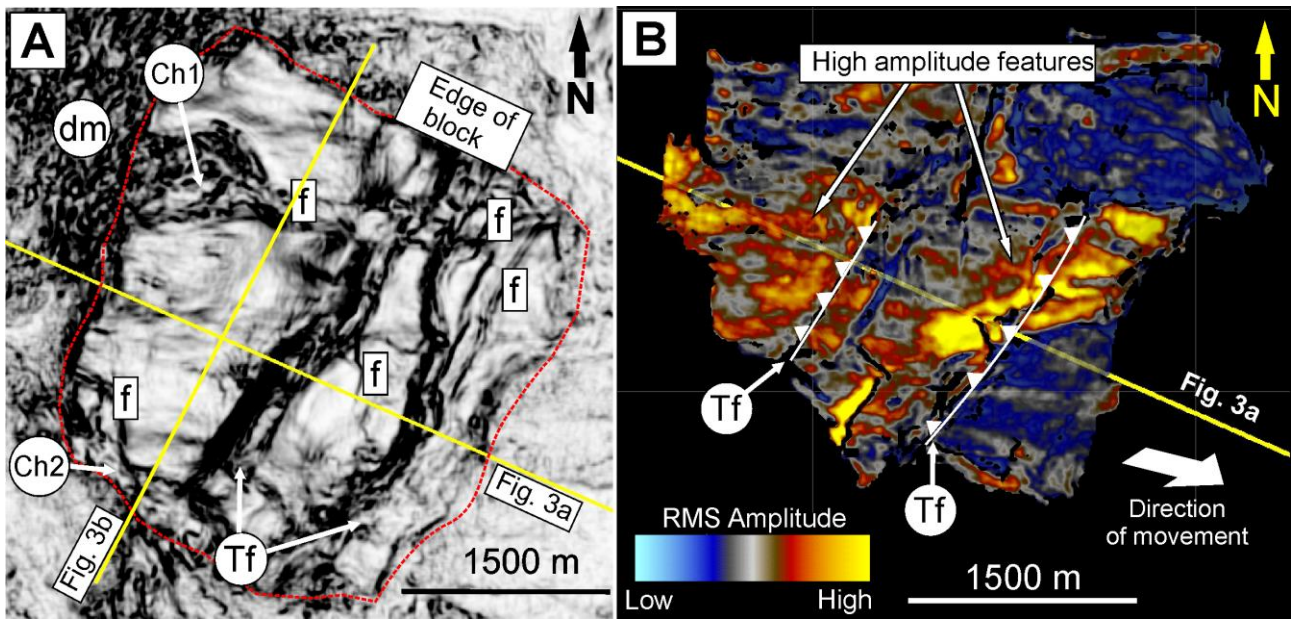 A
Ch1
dm
N
Edge of
block
f
f
f
f
f
Ch2
Fig. 3b
Tf
Fig. 3a
1500 m
B
High amplitude features
N
Tf
Fig. 3a
Tf
Direction
of movement
RMS Amplitude
Low
High
1500 m